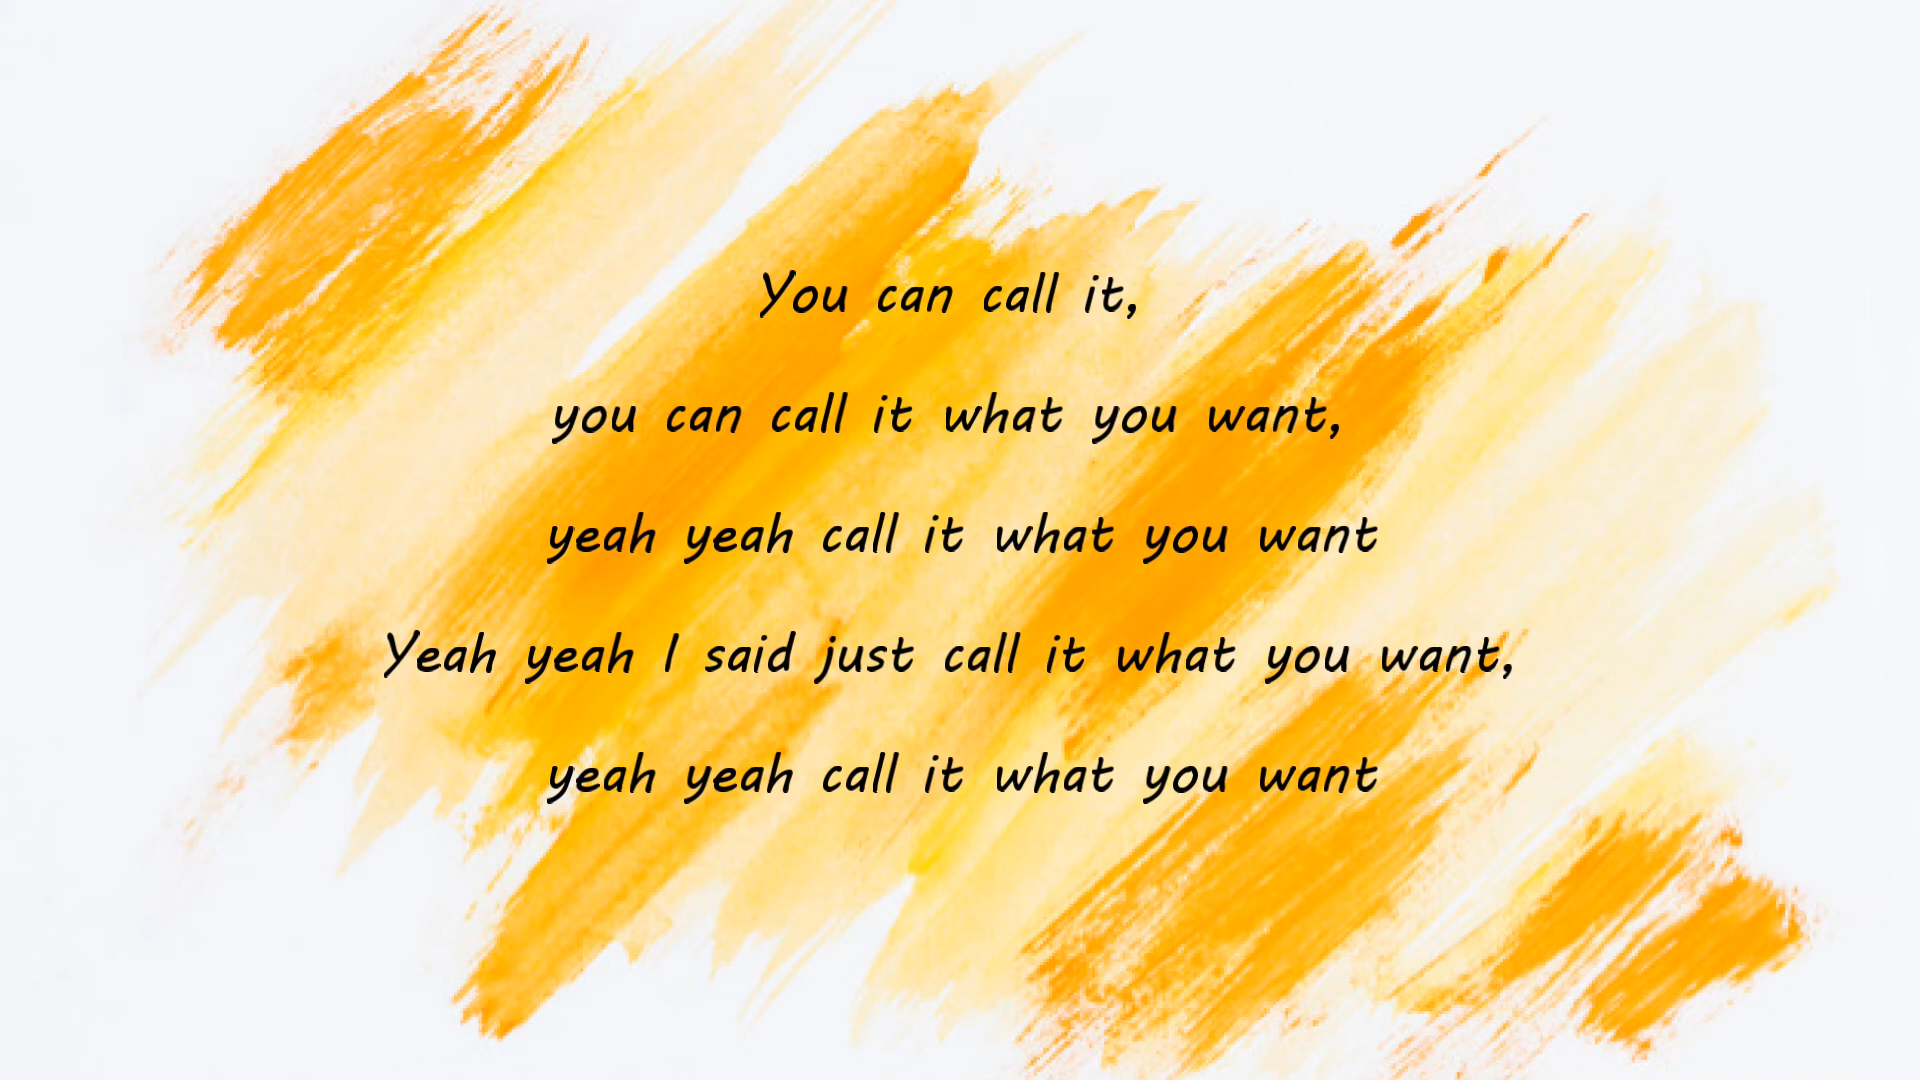 You can call it,
you can call it what you want,
yeah yeah call it what you want
Yeah yeah I said just call it what you want,
yeah yeah call it what you want